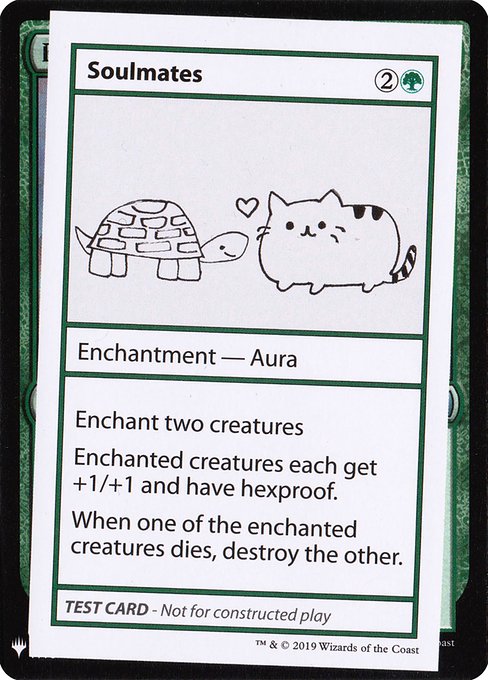 Soulmates 2
Enchantment — Aura
Enchant two creatures
Enchanted creatures each get
+1/+1 and have hexproof.
When one of the enchanted
creatures dies, destroy the other.
TEST CARD - Not for constructed play
™ & © 2019 Wizards of the Coast